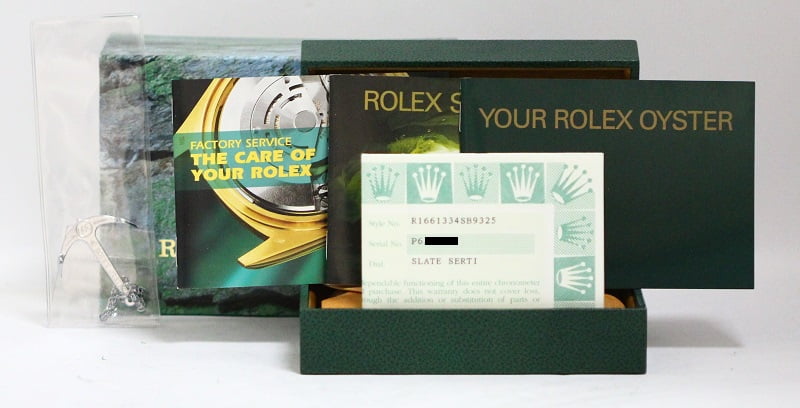 FACTORY SERVICE
THE CARE OF
YOUR ROLEX
ROLEX S
YOUR ROLEX OYSTER
R
Style No. R1661334SB9325
Serial No. P6
Dial SLATE SERTI
ependable functioning of this entire chronometer
purchase. This warranty does not cover loss,
ough the addition or substitution of parts or